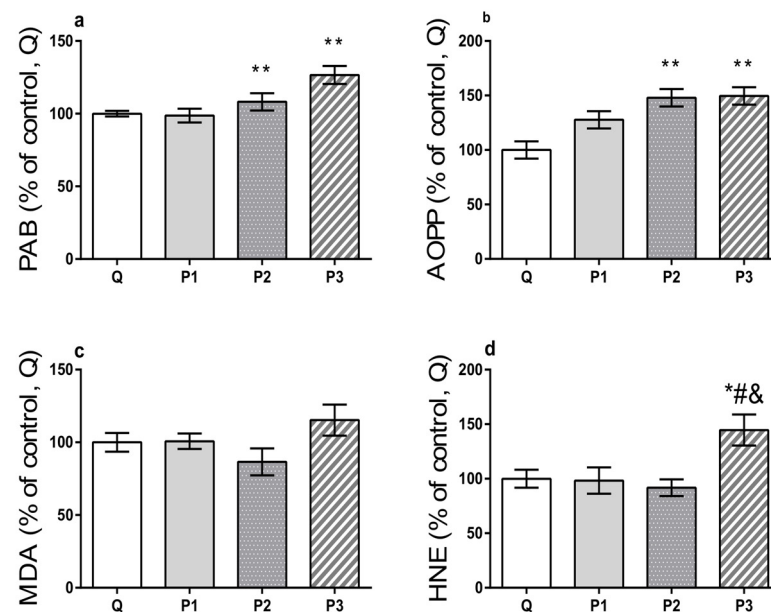 a
PAB (% of control, Q)
150
100
50
0
**
**
Q P1 P2 P3
b
AOPP (% of control, Q)
200
150
100
50
0
**
**
Q P1 P2 P3
c
MDA (% of control, Q)
150
100
50
0
Q P1 P2 P3
d
HNE (% of control, Q)
200
150
100
50
0
*#&
Q P1 P2 P3